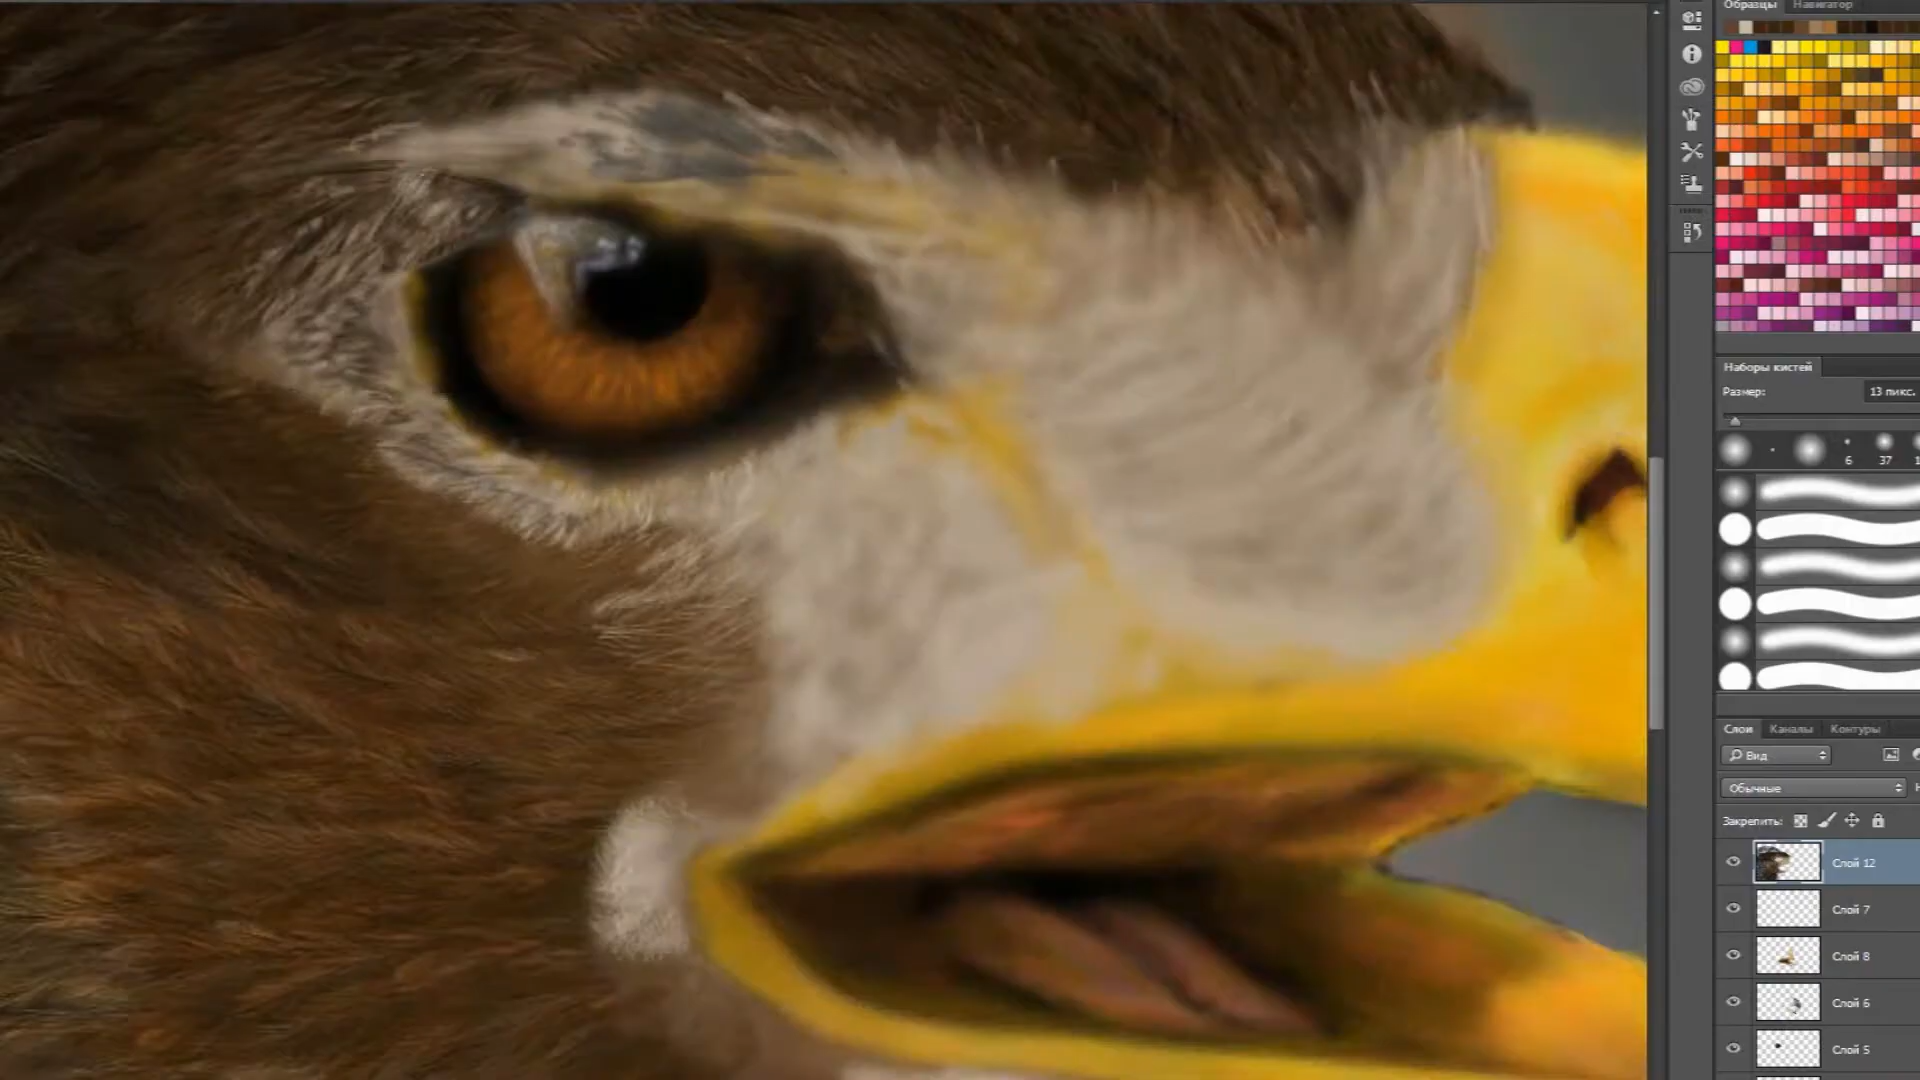 Образцы Навигатор
Наборы кистей
Размер: 13 пикс.
6 37
Слои Каналы Контуры
Вид
Обычные
Закрепить:
Слой 12
Слой 7
Слой 8
Слой 6
Слой 5